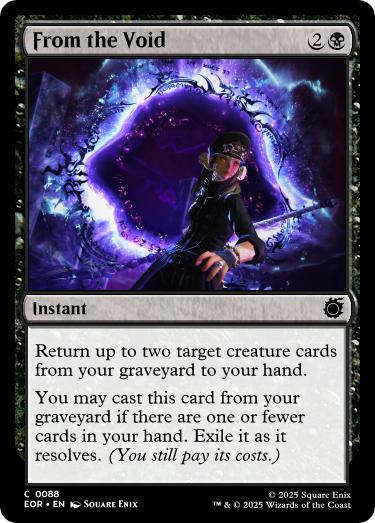 From the Void 2
Instant
Return up to two target creature cards
from your graveyard to your hand.
You may cast this card from your
graveyard if there are one or fewer
cards in your hand. Exile it as it
resolves. (You still pay its costs.)
C 0088
EOR • EN Square Enix
© 2025 Square Enix
™ & © 2025 Wizards of the Coast